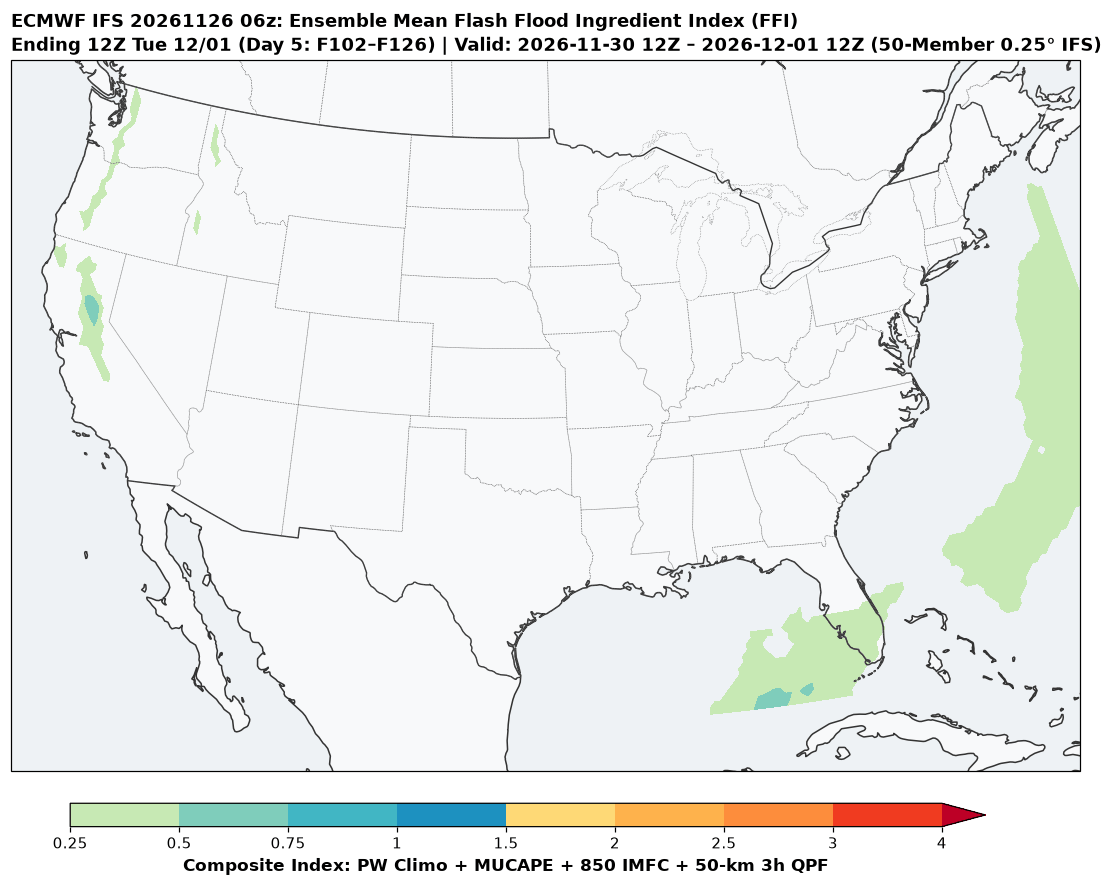 ECMWF IFS 20261126 06z: Ensemble Mean Flash Flood Ingredient Index (FFI)
Ending 12Z Tue 12/01 (Day 5: F102–F126) | Valid: 2026-11-30 12Z – 2026-12-01 12Z (50-Member 0.25° IFS)
0.25 0.5 0.75 1 1.5 2 2.5 3 4
Composite Index: PW Climo + MUCAPE + 850 IMFC + 50-km 3h QPF